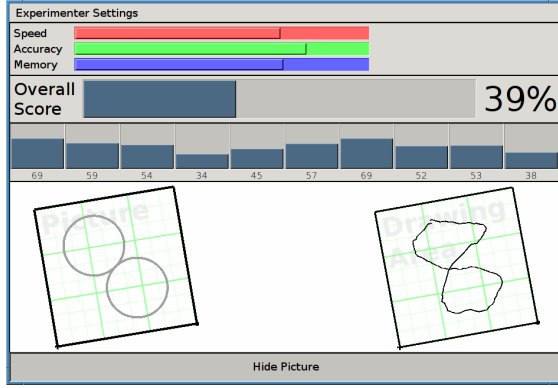 Experimenter Settings
Speed
Accuracy
Memory
Overall
Score
39%
69 59 54 34 45 57 69 52 53 38
Picture
Drawing
Area
Hide Picture